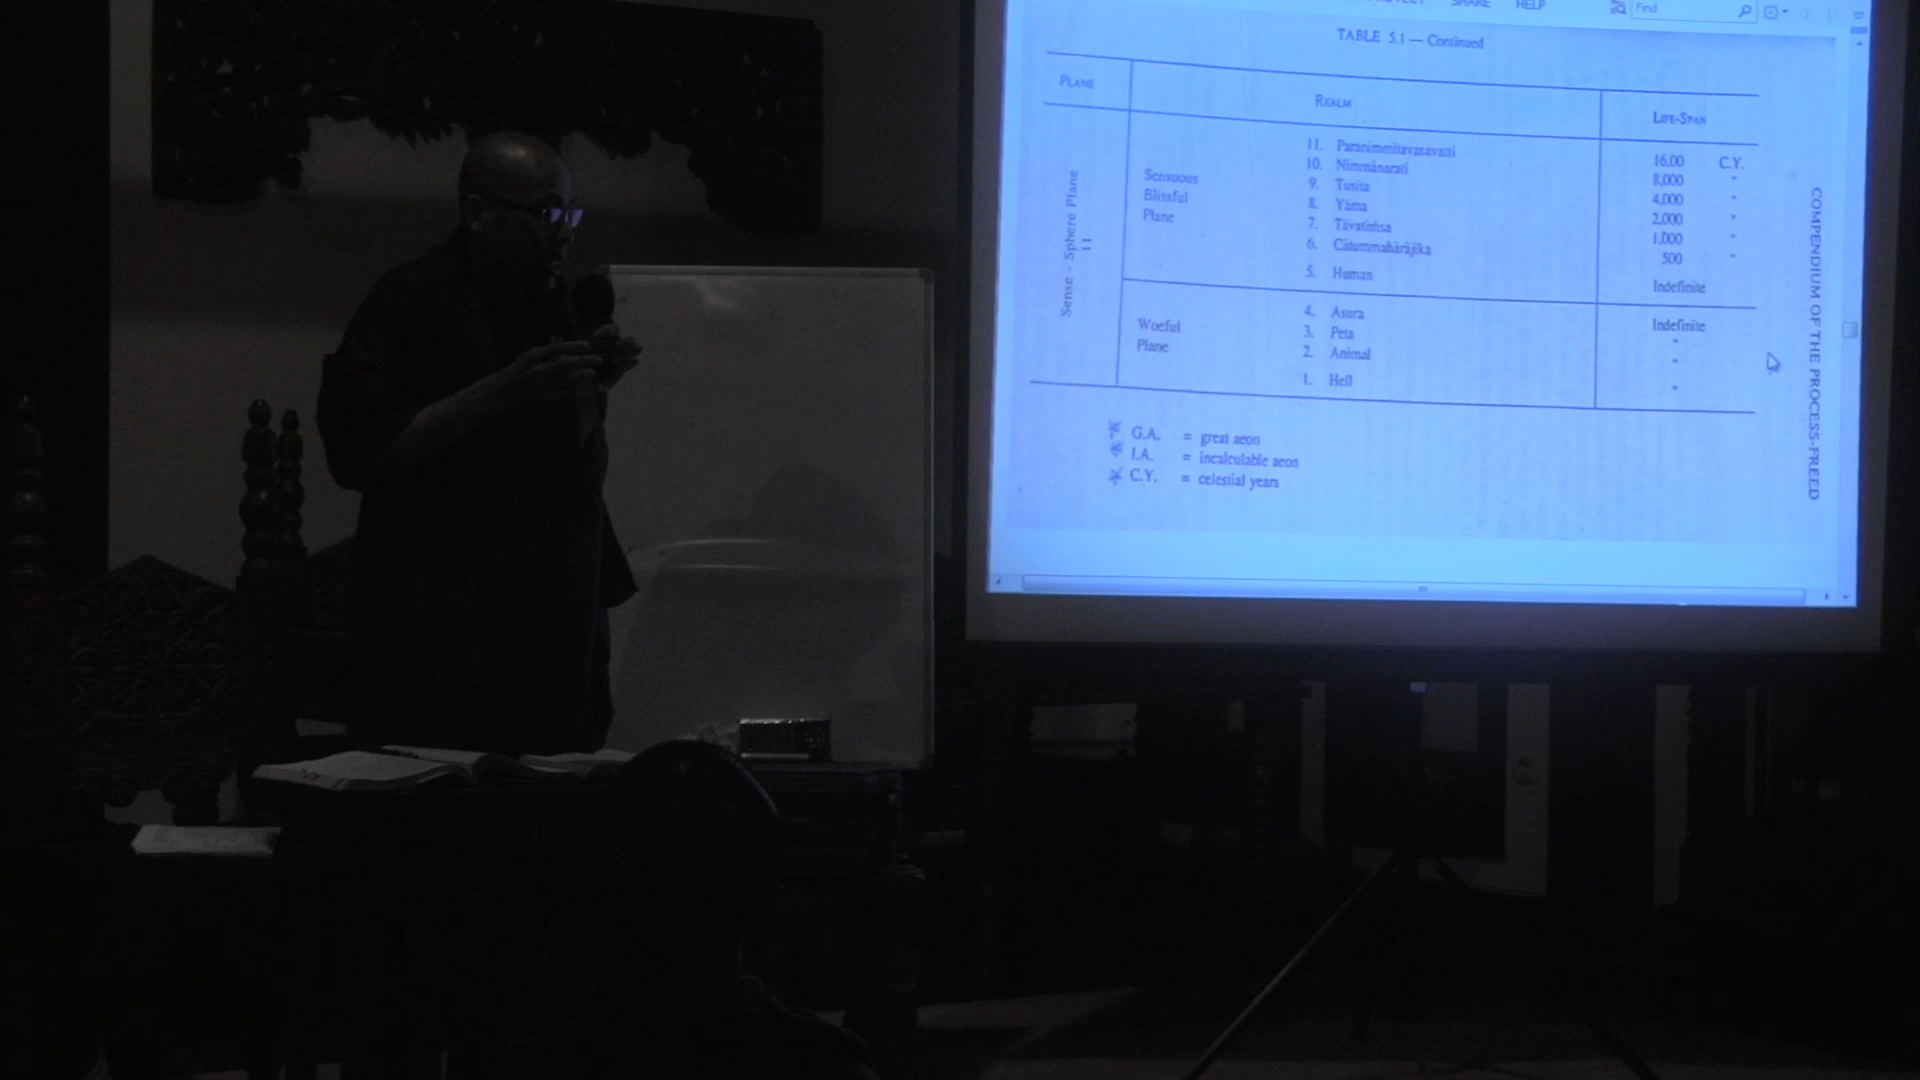 PROTECT SHARE HELP Find
TABLE 5.1 — Continued
PLANE REALM LIFE-SPAN
Sense - Sphere Plane
11
Sensuous
Blissful
Plane
11. Paranimmitavasavatti 16,00 C.Y.
10. Nimmānarati 8,000 "
9. Tusita 4,000 "
8. Yāma 2,000 "
7. Tāvatiṁsa 1,000 "
6. Cātummahārājika 500 "
5. Human Indefinite
Woeful
Plane
4. Asura Indefinite
3. Peta "
2. Animal "
1. Hell "
G.A. = great aeon
I.A. = incalculable aeon
C.Y. = celestial years
COMPENDIUM OF THE PROCESS-FREED